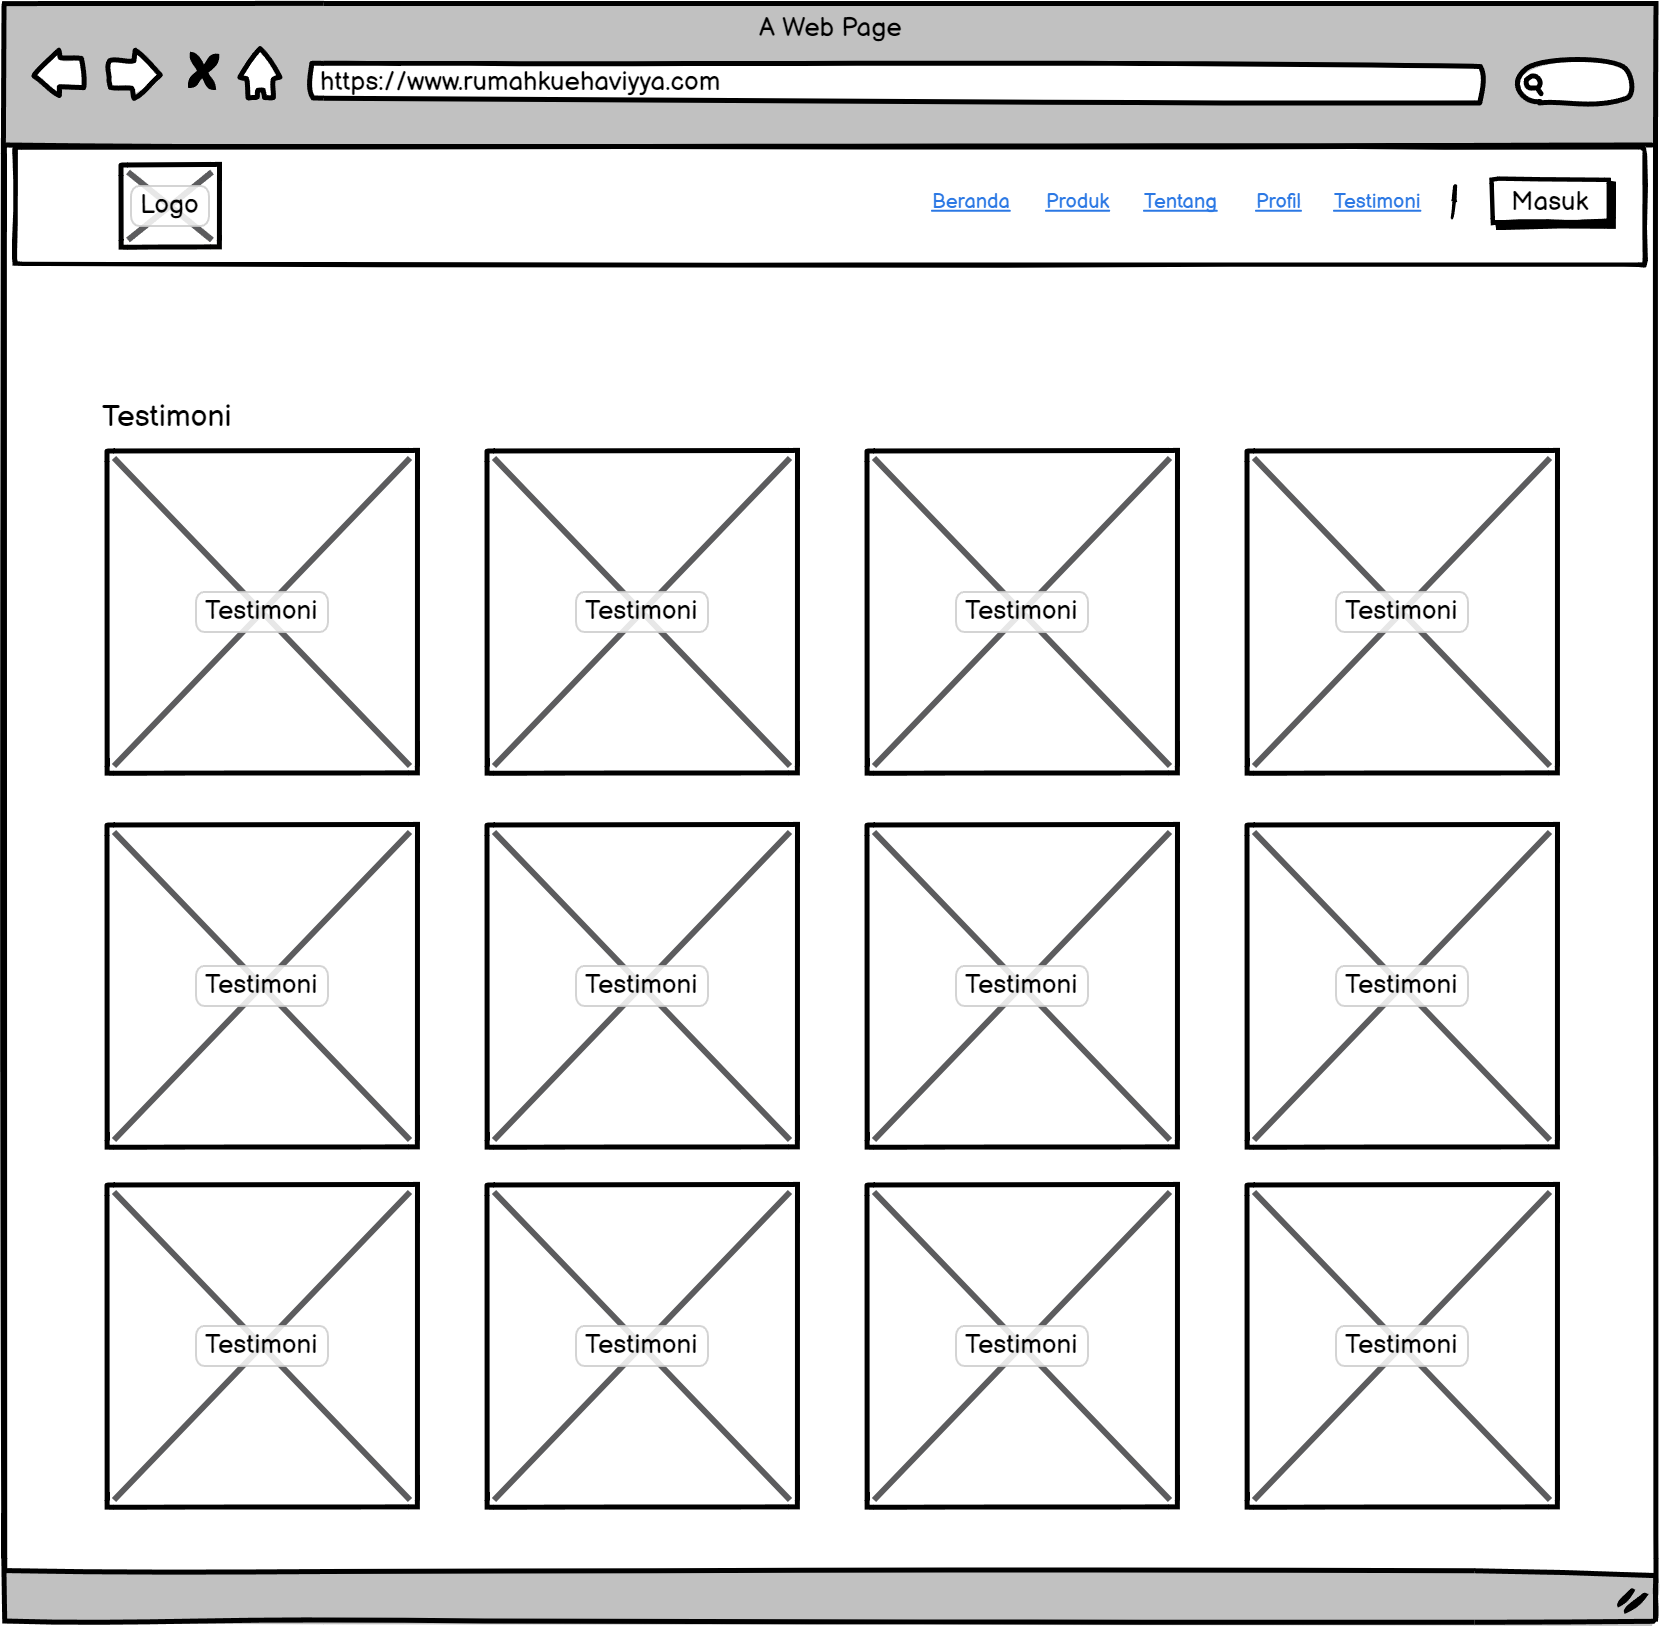 A Web Page
https://www.rumahkuehaviyya.com
Logo
Beranda Produk Tentang Profil Testimoni Masuk
Testimoni
Testimoni Testimoni Testimoni Testimoni
Testimoni Testimoni Testimoni Testimoni
Testimoni Testimoni Testimoni Testimoni